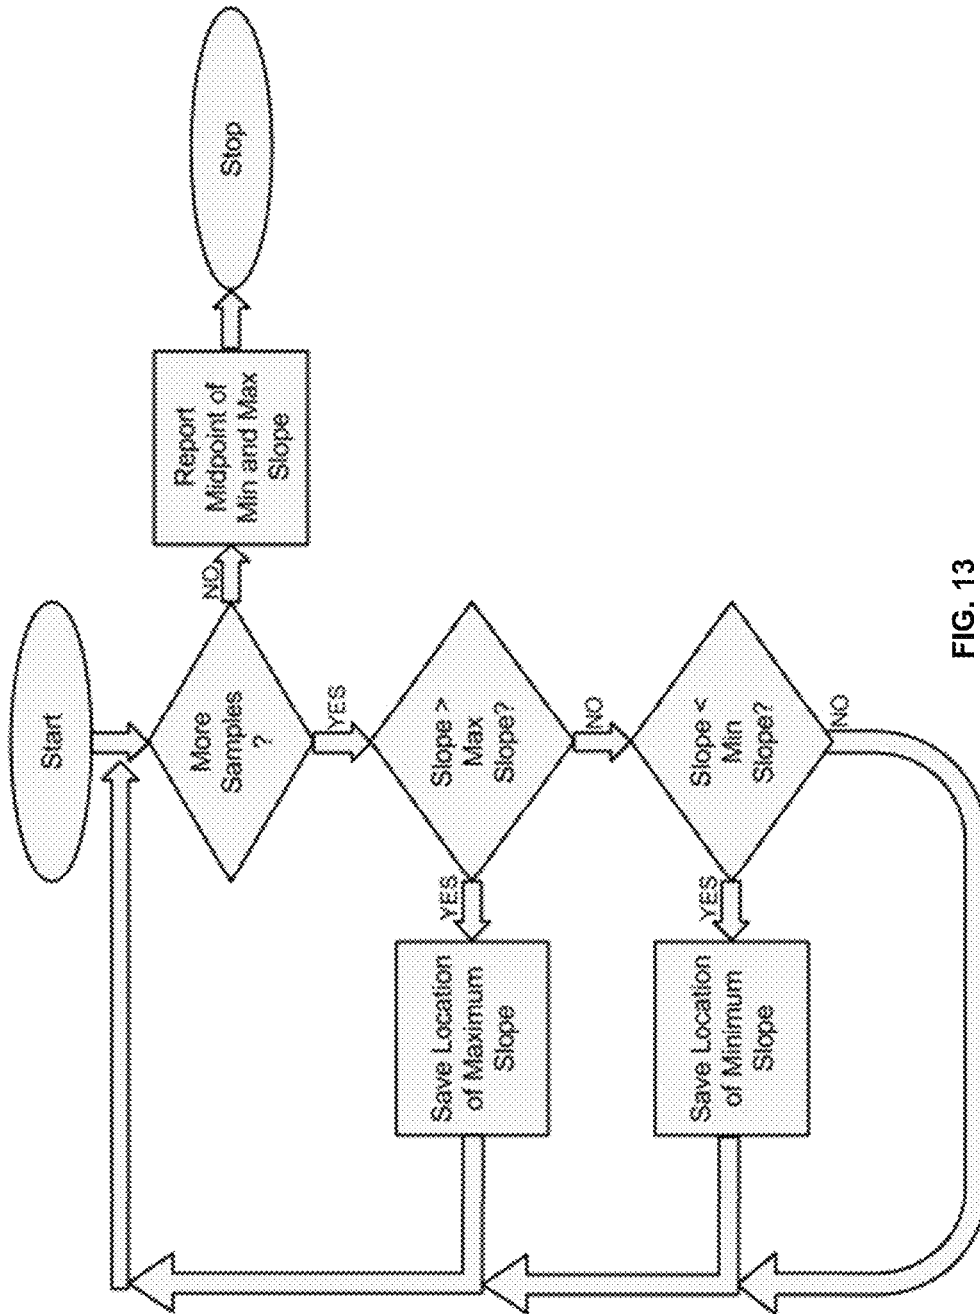 Start
More
Samples
?
NO
Report
Midpoint of
Min and Max
Slope
Stop
YES
Slope >
Max
Slope?
YES
Save Location
of Maximum
Slope
NO
Slope <
Min
Slope?
YES
Save Location
of Minimum
Slope
NO
FIG. 13